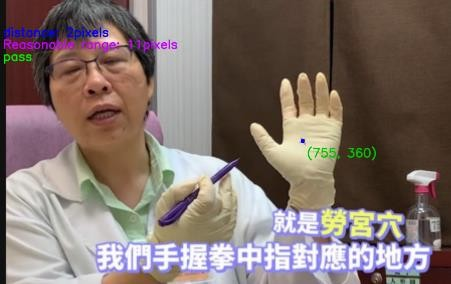 distance: 2pixels
Reasonable range: 11pixels
pass
(755, 360)
就是勞宮穴
我們手握拳中指對應的地方